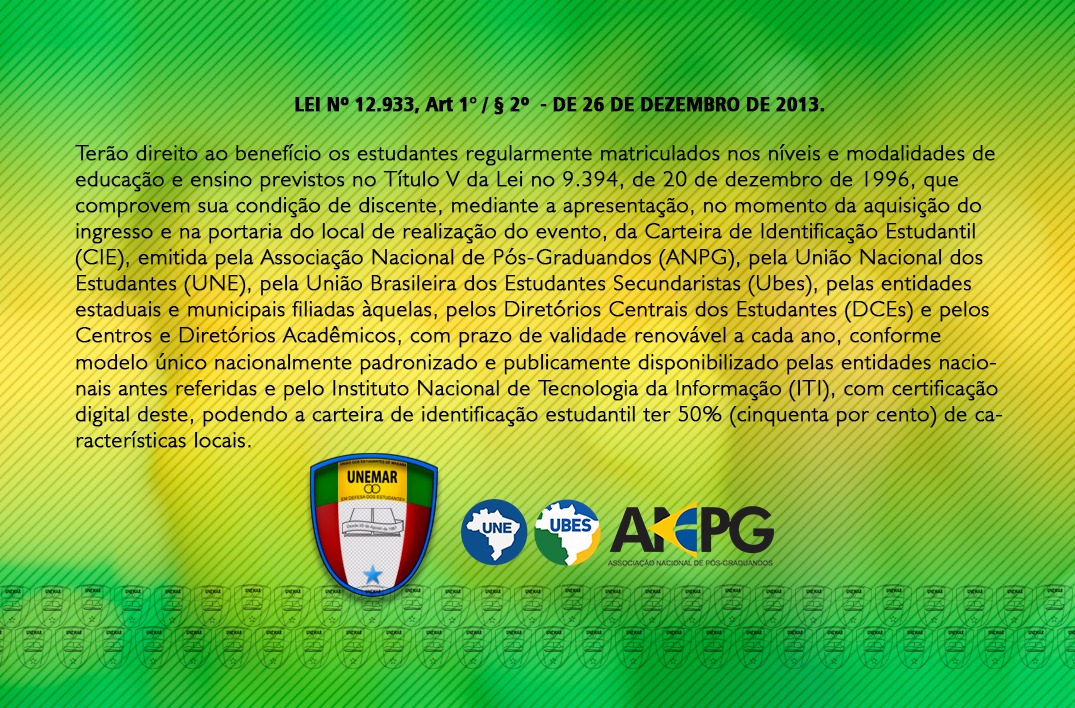 LEI Nº 12.933, Art 1° / § 2º - DE 26 DE DEZEMBRO DE 2013.
Terão direito ao benefício os estudantes regularmente matriculados nos níveis e modalidades de
educação e ensino previstos no Título V da Lei no 9.394, de 20 de dezembro de 1996, que
comprovem sua condição de discente, mediante a apresentação, no momento da aquisição do
ingresso e na portaria do local de realização do evento, da Carteira de Identificação Estudantil
(CIE), emitida pela Associação Nacional de Pós-Graduandos (ANPG), pela União Nacional dos
Estudantes (UNE), pela União Brasileira dos Estudantes Secundaristas (Ubes), pelas entidades
estaduais e municipais filiadas àquelas, pelos Diretórios Centrais dos Estudantes (DCEs) e pelos
Centros e Diretórios Acadêmicos, com prazo de validade renovável a cada ano, conforme
modelo único nacionalmente padronizado e publicamente disponibilizado pelas entidades nacio-
nais antes referidas e pelo Instituto Nacional de Tecnologia da Informação (ITI), com certificação
digital deste, podendo a carteira de identificação estudantil ter 50% (cinquenta por cento) de ca-
racterísticas locais.
UNEMAR
EM DEFESA DOS ESTUDANTES
UNE
UBES
ANPG
ASSOCIAÇÃO NACIONAL DE PÓS-GRADUANDOS